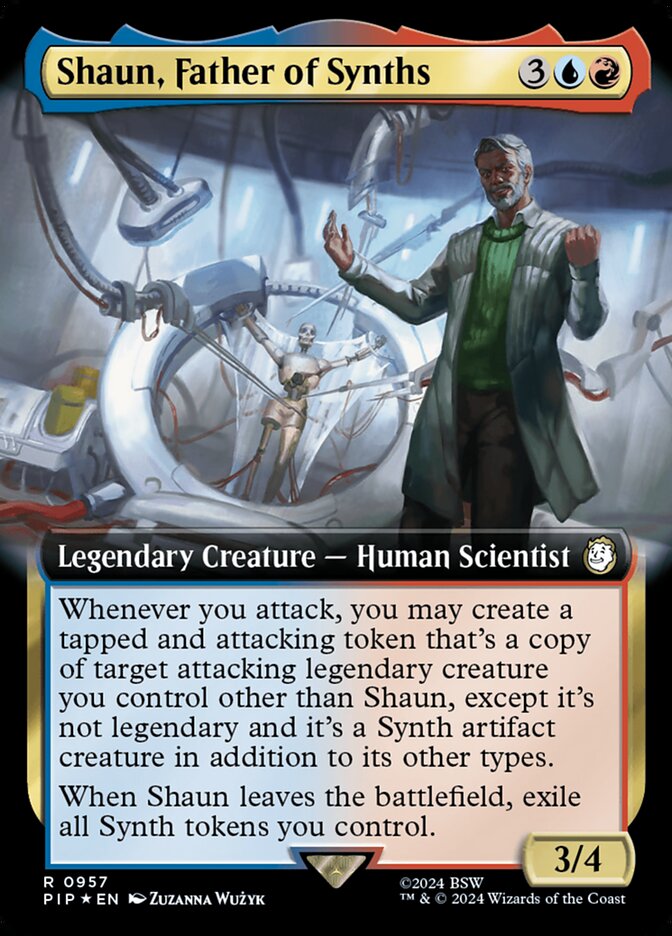 Shaun, Father of Synths 3
Legendary Creature — Human Scientist
Whenever you attack, you may create a
tapped and attacking token that's a copy
of target attacking legendary creature
you control other than Shaun, except it's
not legendary and it's a Synth artifact
creature in addition to its other types.
When Shaun leaves the battlefield, exile
all Synth tokens you control.
3/4
R 0957
PIP ★ EN Zuzanna Wużyk
©2024 BSW
™ & © 2024 Wizards of the Coast